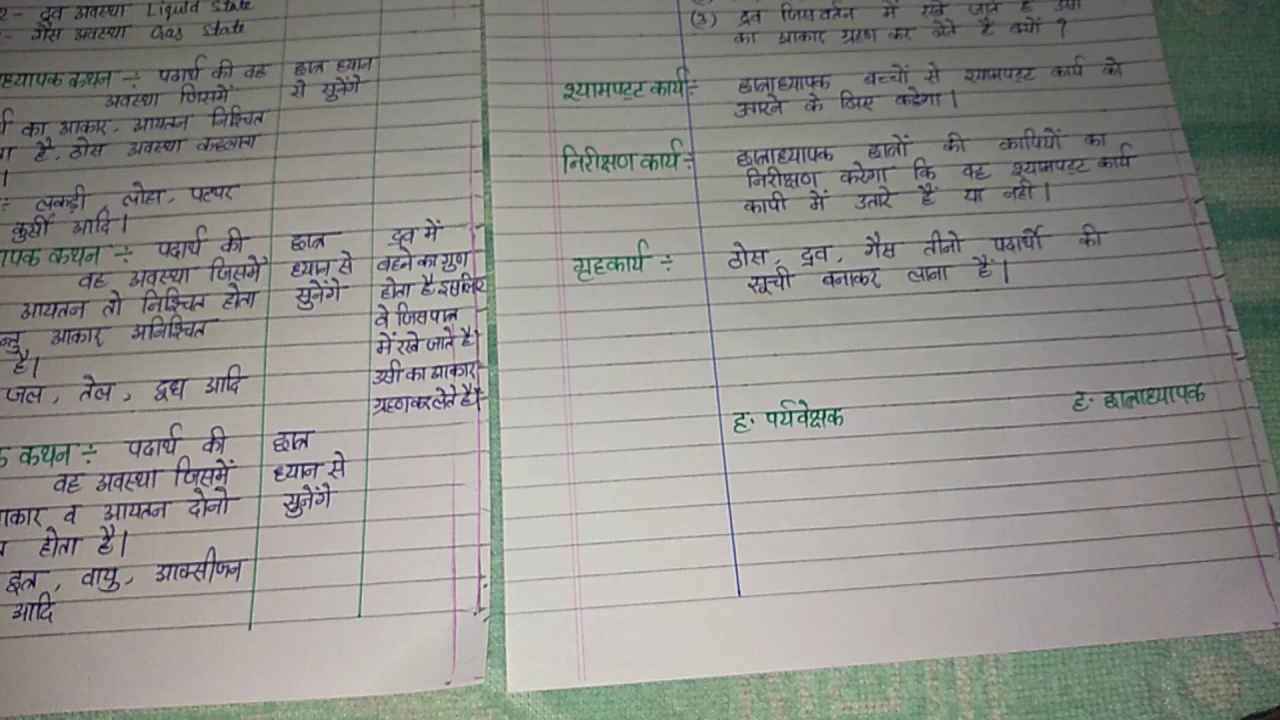 2- द्रव अवस्था Liquid State
- गैस अवस्था Gas State
ध्यापक कथन ÷ पदार्थ की वह
अवस्था जिसमें
का आकार, आयतन निश्चित
है, ठोस अवस्था कहलाता
।
लकड़ी, लोहा, पत्थर
कुर्सी आदि।
छात्र ध्यान
से सुनेंगे
पक कथन ÷ पदार्थ की
वह अवस्था जिसमें
आयतन तो निश्चित होता
न्तु आकार अनिश्चित
है।
जल, तेल, दूध आदि
छात्र
ध्यान से
सुनेंगे
द्रव में
बहने का गुण
होता है इसलिए
वे जिस पात्र
में रखे जाते है।
उसी का आकार
ग्रहण कर लेते है।
क कथन ÷ पदार्थ की
वह अवस्था जिसमें
कार व आयतन दोनो
होता है।
इत्र, वायु, आक्सीजन
आदि
छात्र
ध्यान से
सुनेंगे
(3) द्रव जिस बर्तन में रखे जाते है उसी
का आकार ग्रहण कर लेते है क्यों ?
श्यामपट्ट कार्य ÷ छात्राध्यापक बच्चों से श्यामपट्ट कार्य को
उतारने के लिए कहेगा।
निरीक्षण कार्य ÷ छात्राध्यापक छात्रों की कापियों का
निरीक्षण करेगा कि वह श्यामपट्ट कार्य
कापी में उतारे हैं या नही।
गृहकार्य ÷ ठोस, द्रव, गैस तीनो पदार्थो की
सूची बनाकर लाना है।
ह. पर्यवेक्षक
ह. छात्राध्यापक